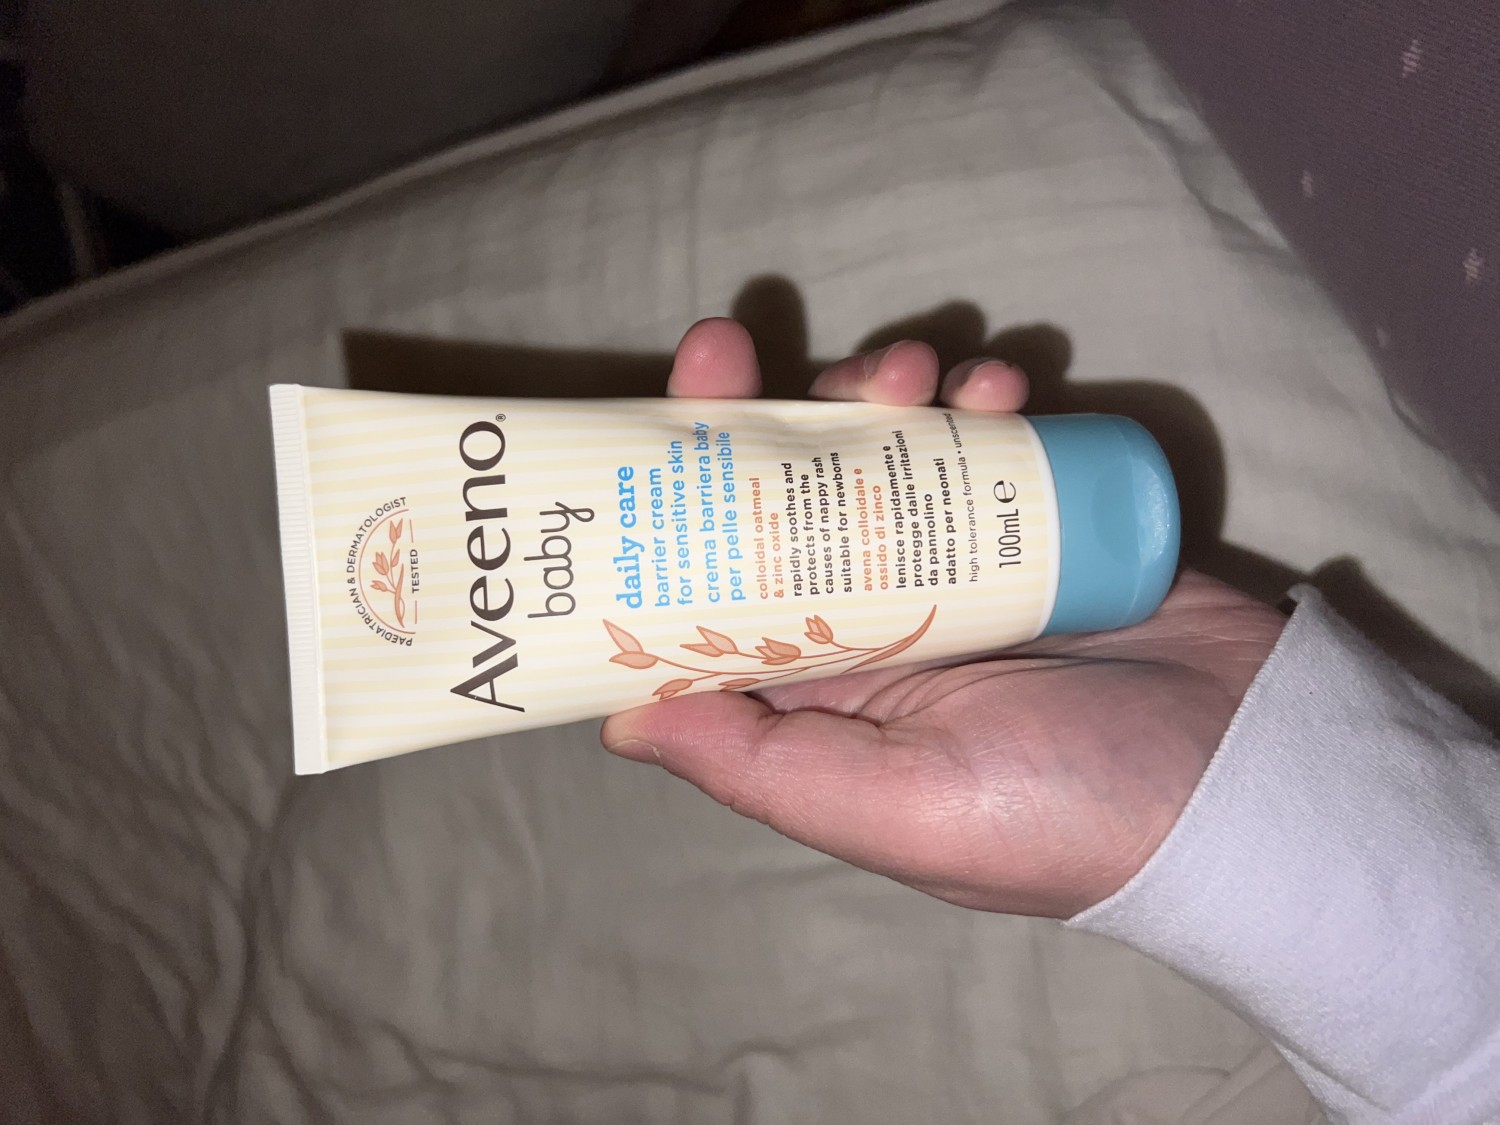 PAEDIATRICIAN & DERMATOLOGIST
TESTED
Aveeno®
baby
daily care
barrier cream
for sensitive skin
crema barriera baby
per pelle sensibile
colloidal oatmeal
& zinc oxide
rapidly soothes and
protects from the
causes of nappy rash
suitable for newborns
avena colloidale e
ossido di zinco
lenisce rapidamente e
protegge dalle irritazioni
da pannolino
adatto per neonati
high tolerance formula • unscented
100mL ℮